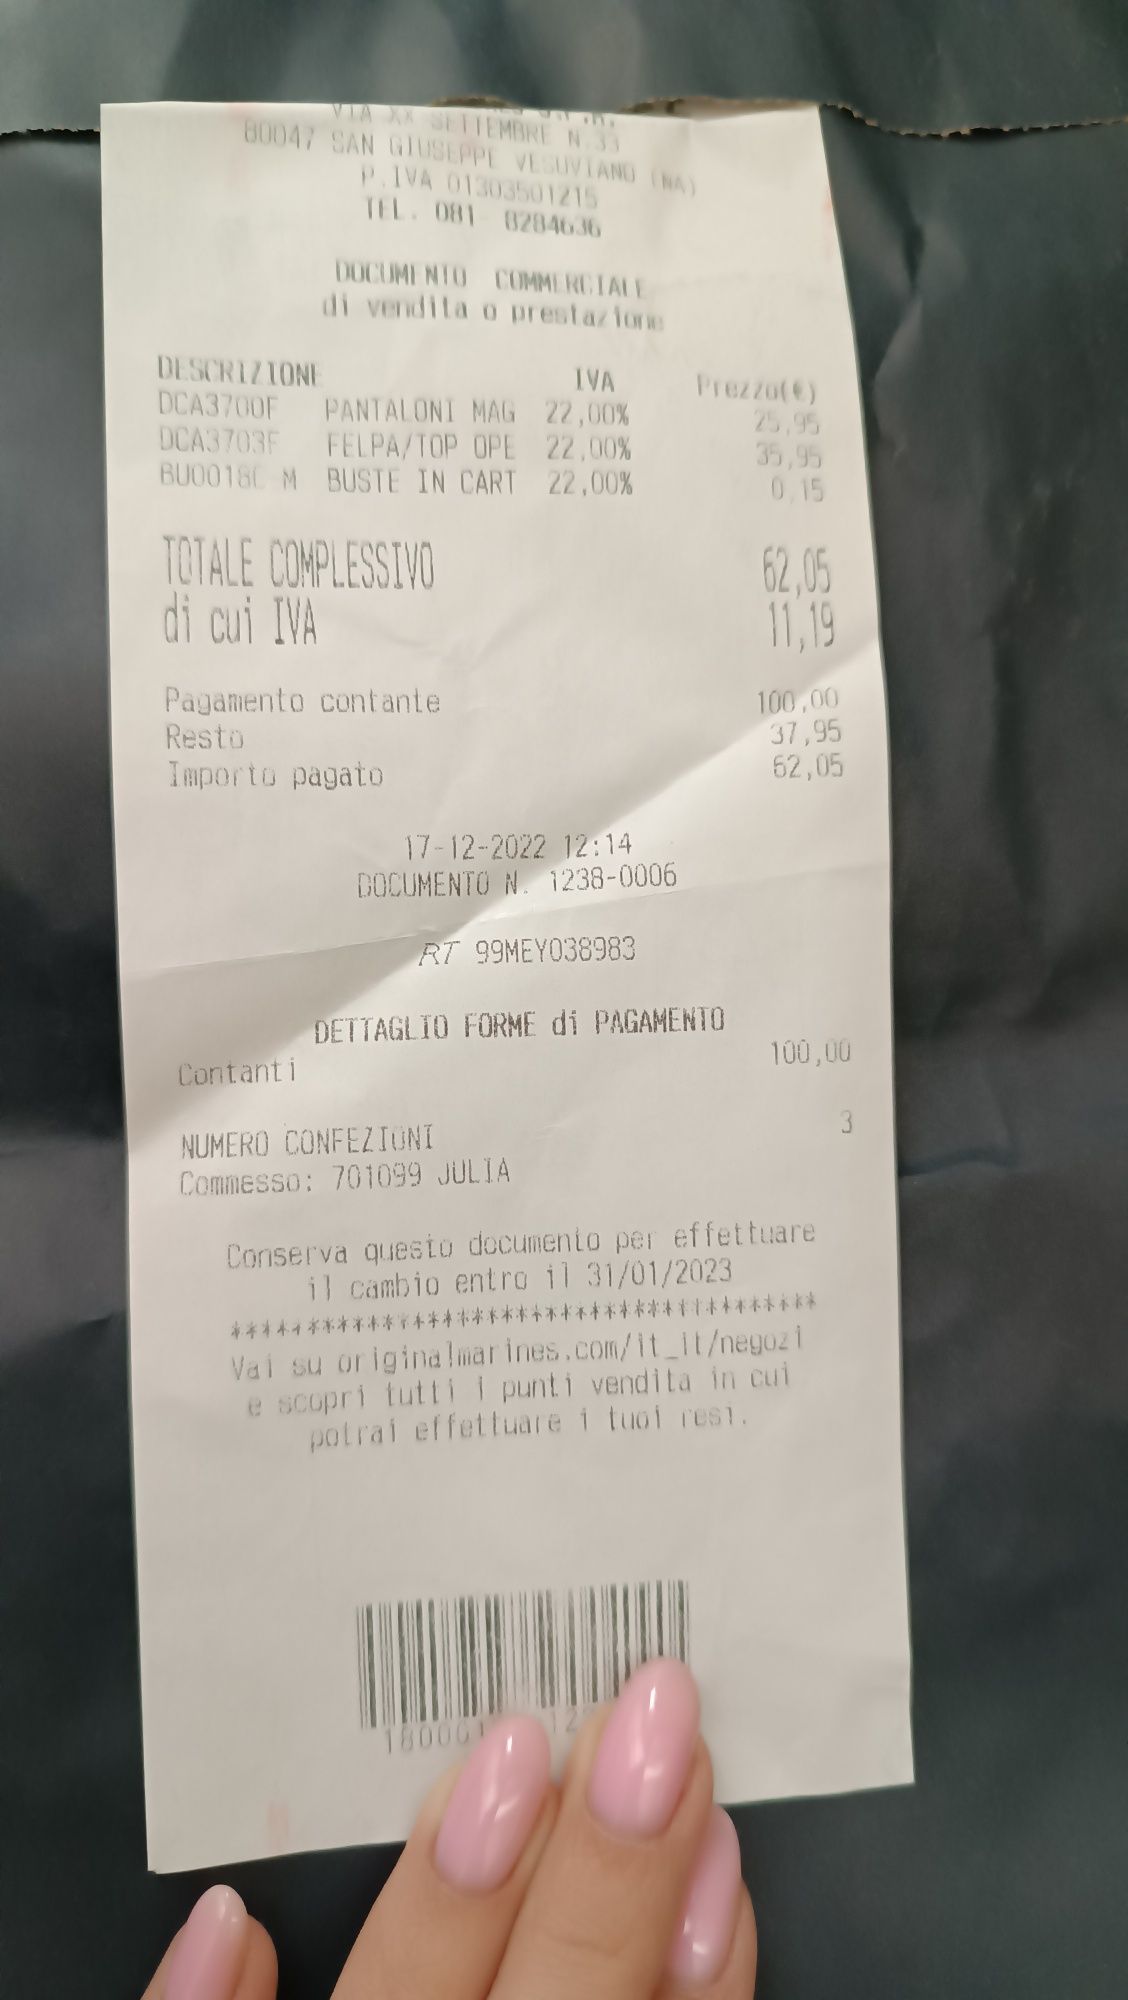 VIA XX SETTEMBRE N.33
80047 SAN GIUSEPPE VESUVIANO (NA)
P.IVA 01303501215
TEL. 081 8284636
DOCUMENTO COMMERCIALE
di vendita o prestazione
DESCRIZIONE IVA Prezzo(€)
DCA3700F PANTALONI MAG 22,00% 25,95
DCA3703F FELPA/TOP OPE 22,00% 35,95
BU0018C M BUSTE IN CART 22,00% 0,15
TOTALE COMPLESSIVO 62,05
di cui IVA 11,19
Pagamento contante 100,00
Resto 37,95
Importo pagato 62,05
17-12-2022 12:14
DOCUMENTO N. 1238-0006
RT 99MEY038983
DETTAGLIO FORME di PAGAMENTO
Contanti 100,00
NUMERO CONFEZIONI 3
Commesso: 701099 JULIA
Conserva questo documento per effettuare
il cambio entro il 31/01/2023
****************************************
Vai su originalmarines.com/it_it/negozi
e scopri tutti i punti vendita in cui
potrai effettuare i tuoi resi.